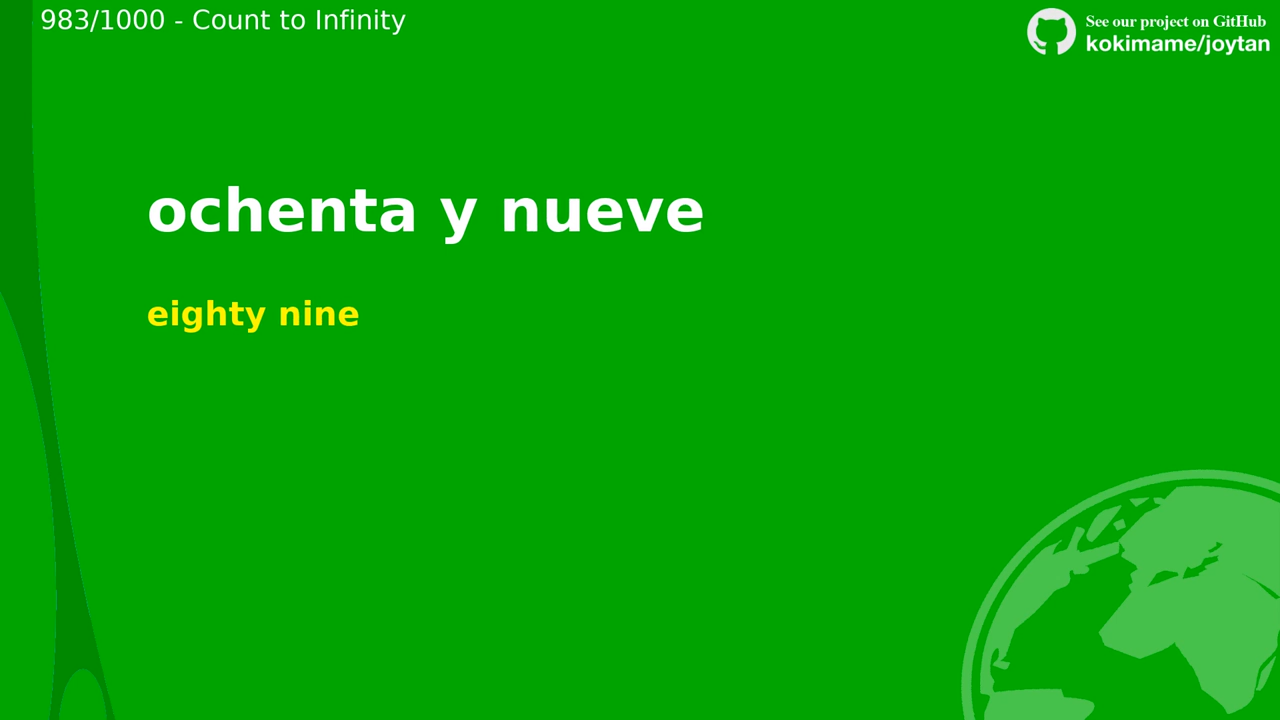 983/1000 - Count to Infinity
See our project on GitHub
kokimame/joytan
ochenta y nueve
eighty nine